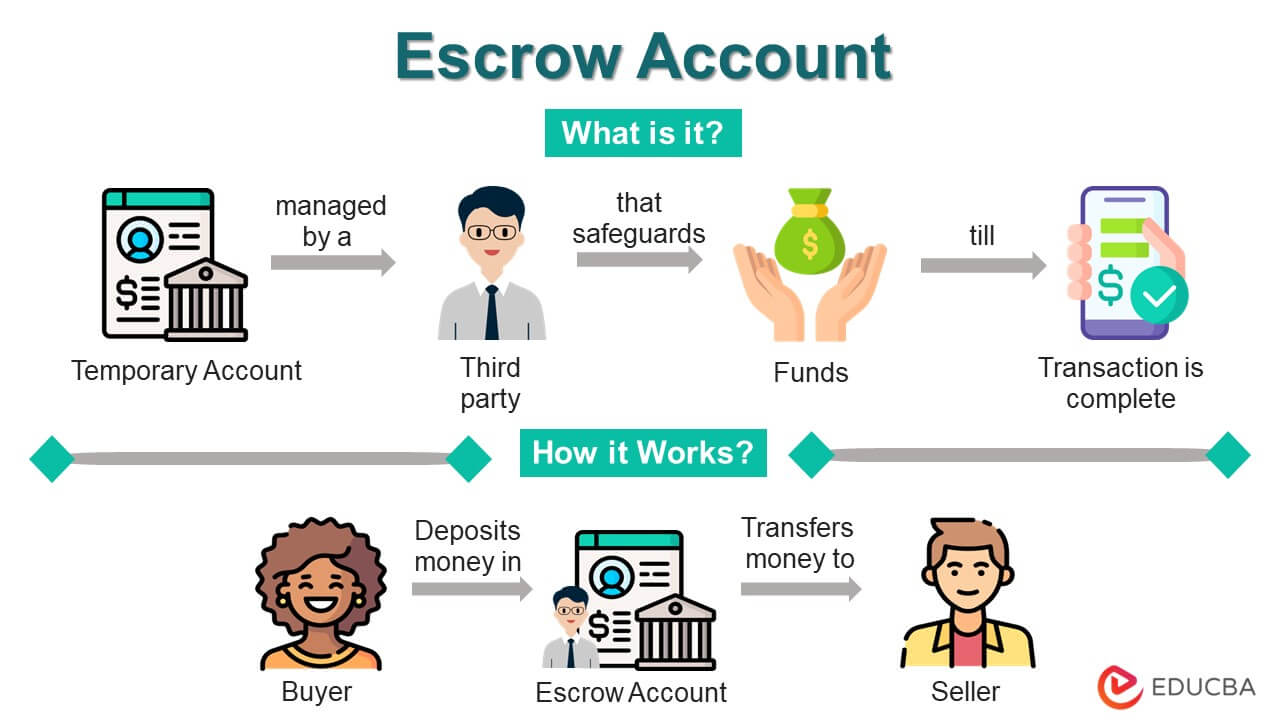 Escrow Account
What is it?
managed
by a
that
safeguards
till
$
$
$
Temporary Account
Third
party
Funds
Transaction is
complete
How it Works?
Deposits
money in
Transfers
money to
$
Buyer
Escrow Account
Seller
EDUCBA